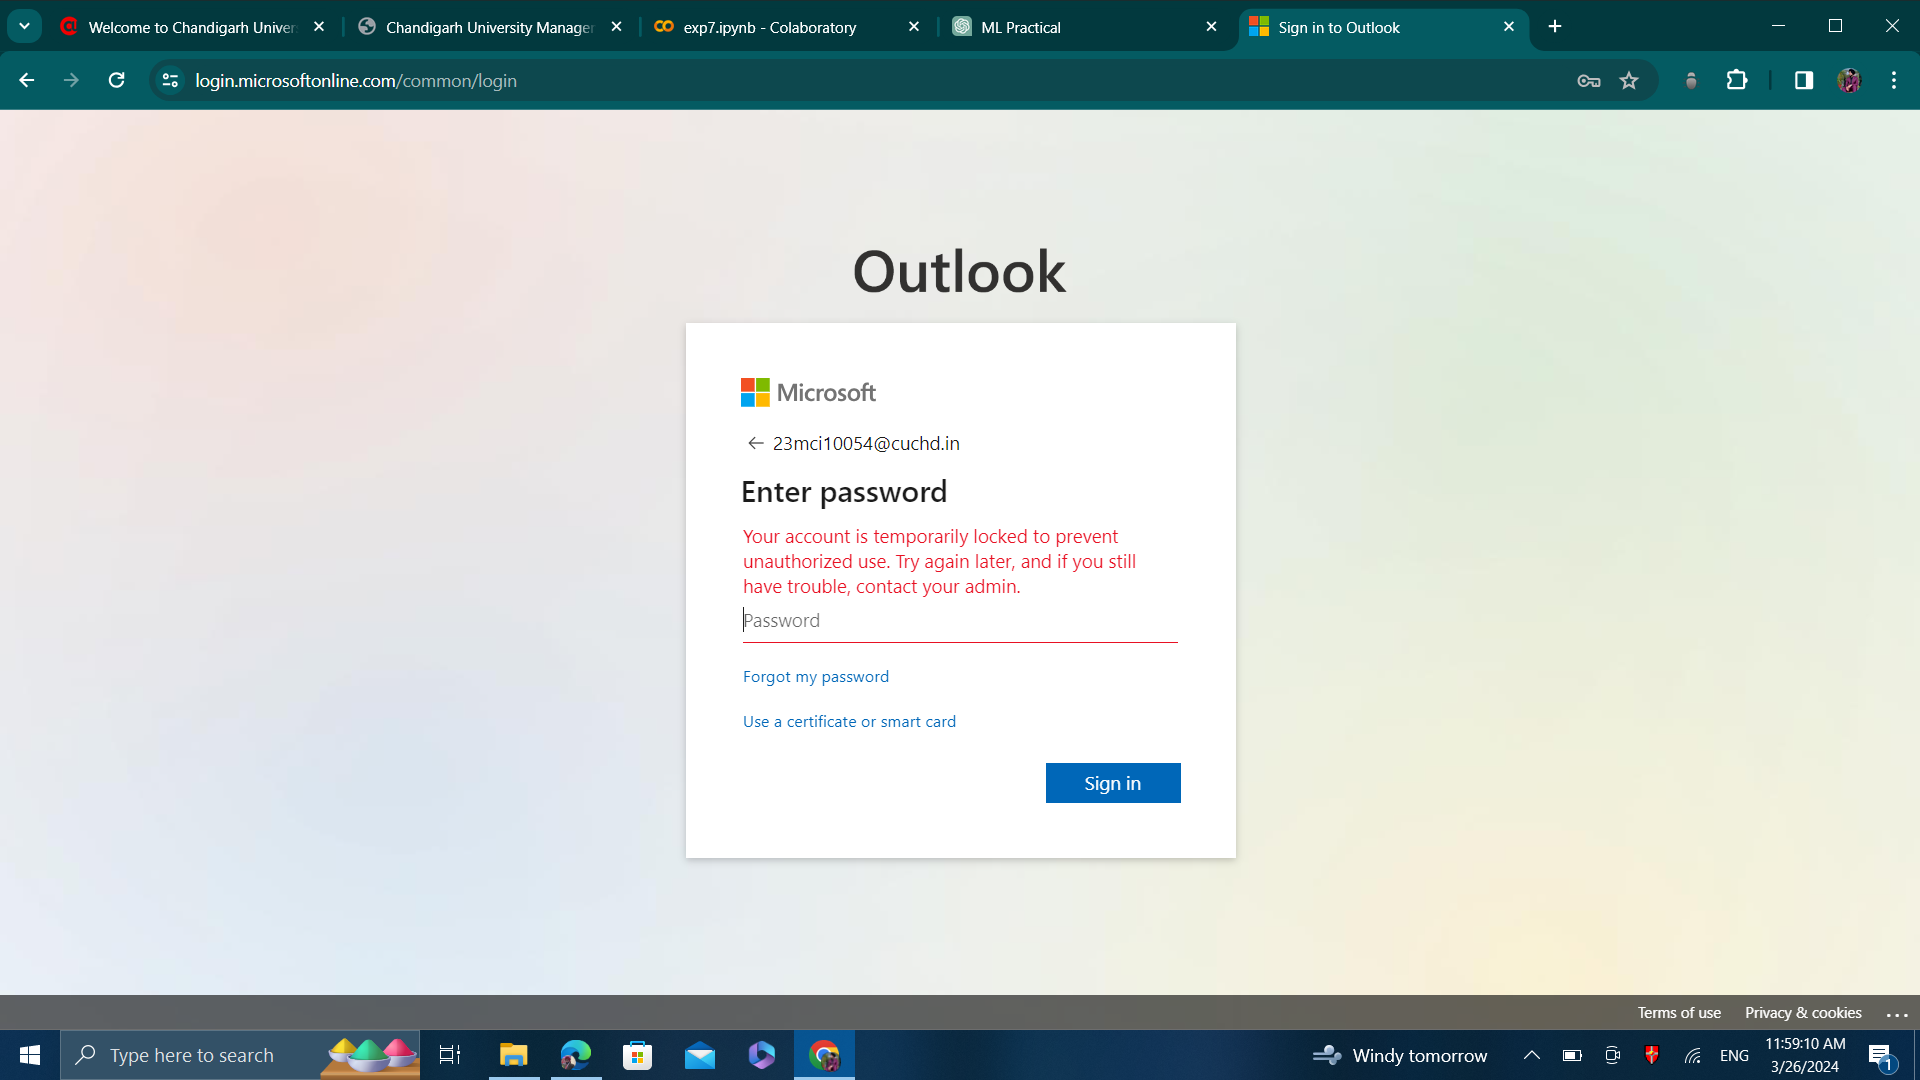 Welcome to Chandigarh Univer
Chandigarh University Manager
exp7.ipynb - Colaboratory
ML Practical
Sign in to Outlook
login.microsoftonline.com/common/login
Outlook
Microsoft
23mci10054@cuchd.in
Enter password
Your account is temporarily locked to prevent
unauthorized use. Try again later, and if you still
have trouble, contact your admin.
Password
Forgot my password
Use a certificate or smart card
Sign in
Terms of use Privacy & cookies ...
Type here to search
Windy tomorrow
ENG
11:59:10 AM
3/26/2024
1